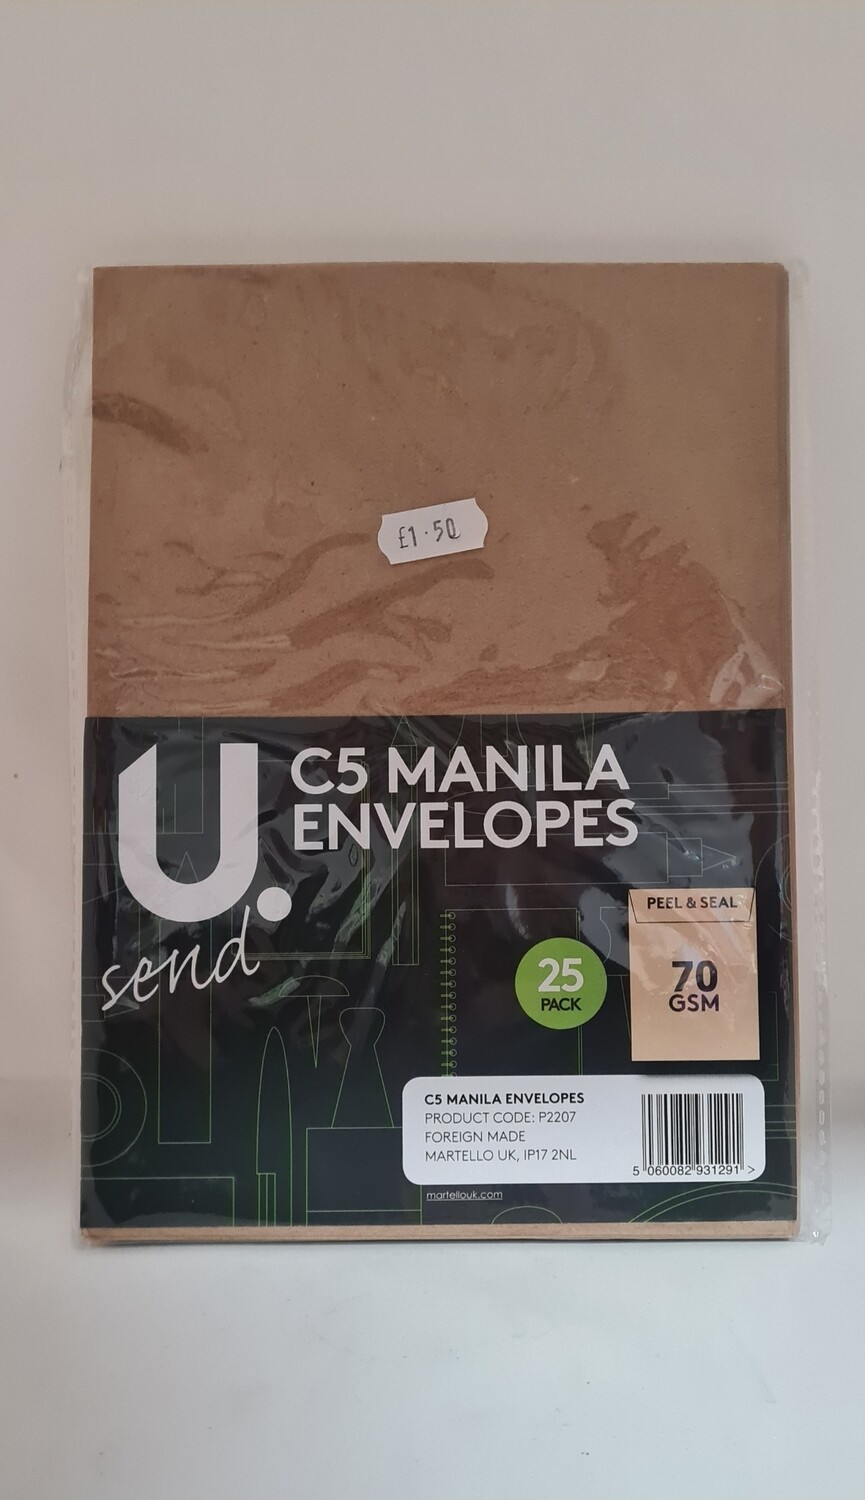 £1.50
U.
send
C5 MANILA
ENVELOPES
PEEL & SEAL
70
GSM
25
PACK
C5 MANILA ENVELOPES
PRODUCT CODE: P2207
FOREIGN MADE
MARTELLO UK, IP17 2NL
5 060082 931291 >
martellouk.com